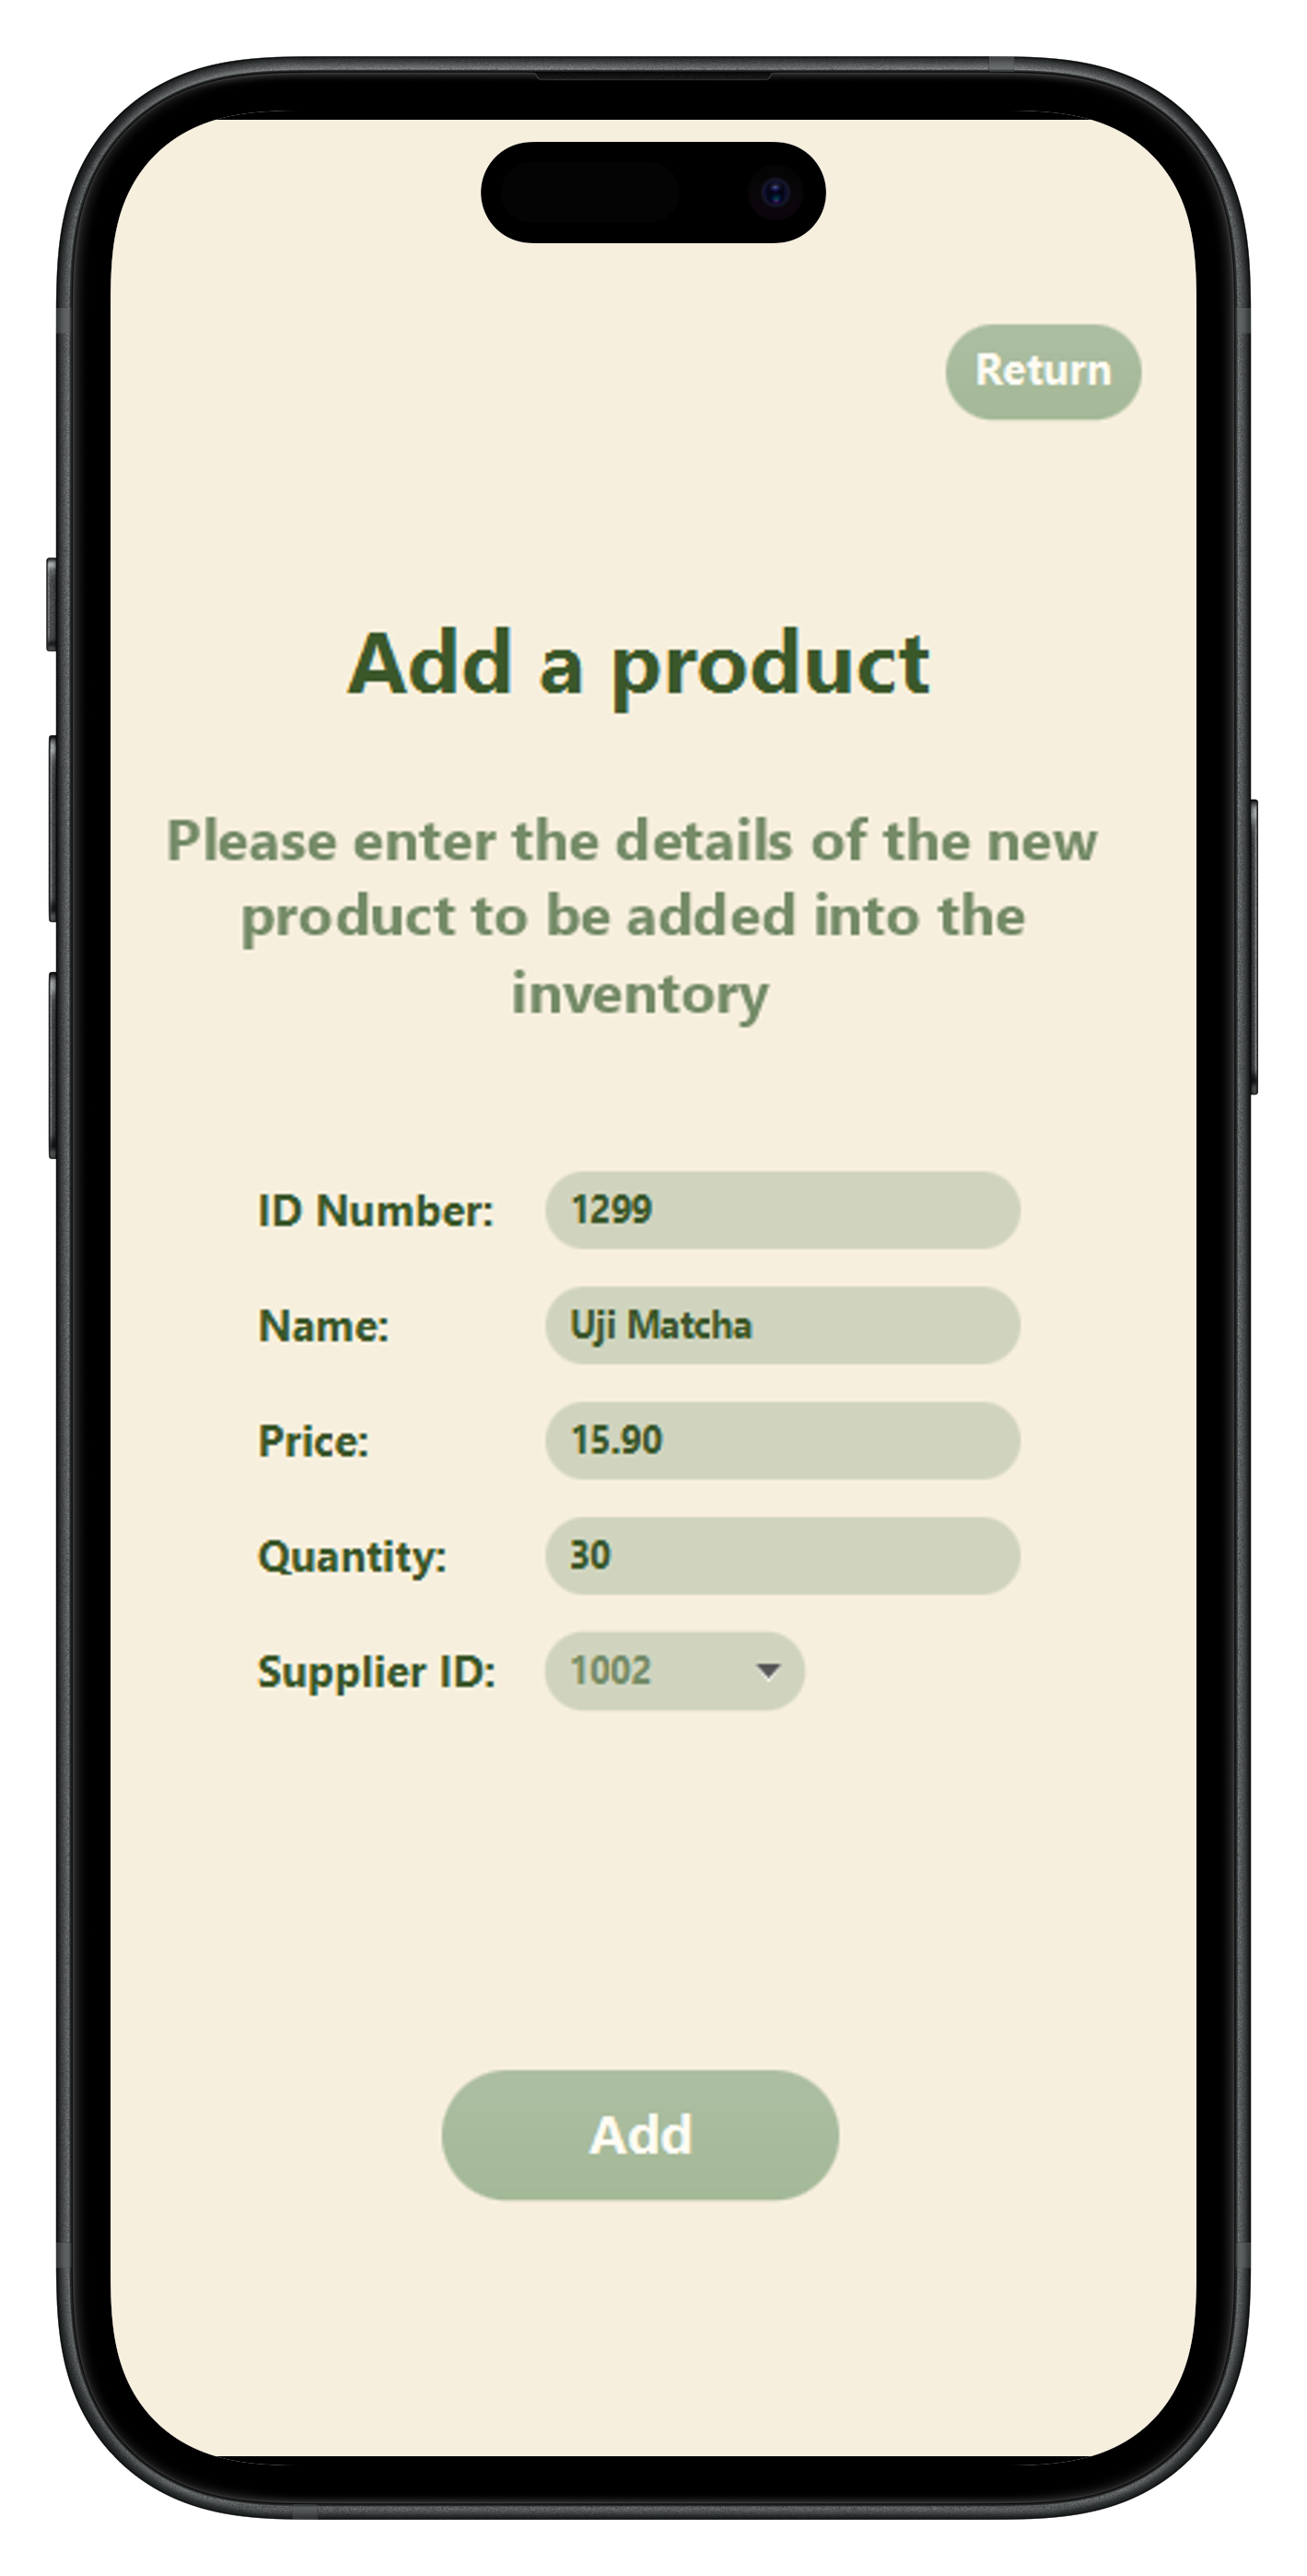 Return
Add a product
Please enter the details of the new
product to be added into the
inventory
ID Number: 1299
Name: Uji Matcha
Price: 15.90
Quantity: 30
Supplier ID: 1002
Add